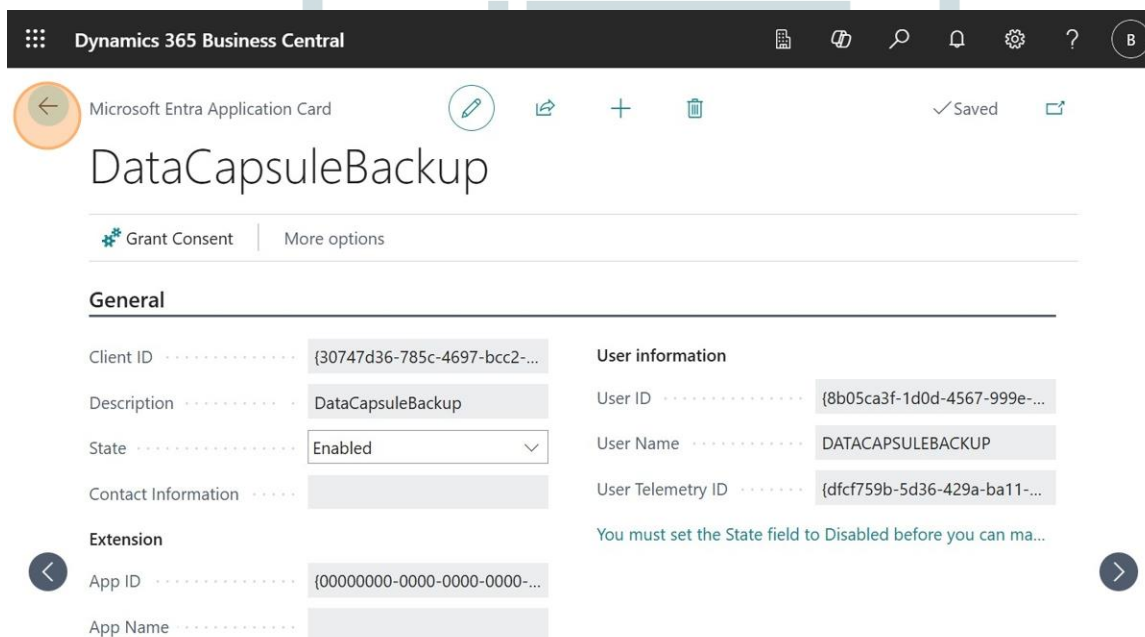 Dynamics 365 Business Central
B
Microsoft Entra Application Card
Saved
DataCapsuleBackup
Grant Consent
More options
General
Client ID
{30747d36-785c-4697-bcc2-...
Description
DataCapsuleBackup
State
Enabled
Contact Information
Extension
App ID
{00000000-0000-0000-0000-...
App Name
User information
User ID
{8b05ca3f-1d0d-4567-999e-...
User Name
DATACAPSULEBACKUP
User Telemetry ID
{dfcf759b-5d36-429a-ba11-...
You must set the State field to Disabled before you can ma...